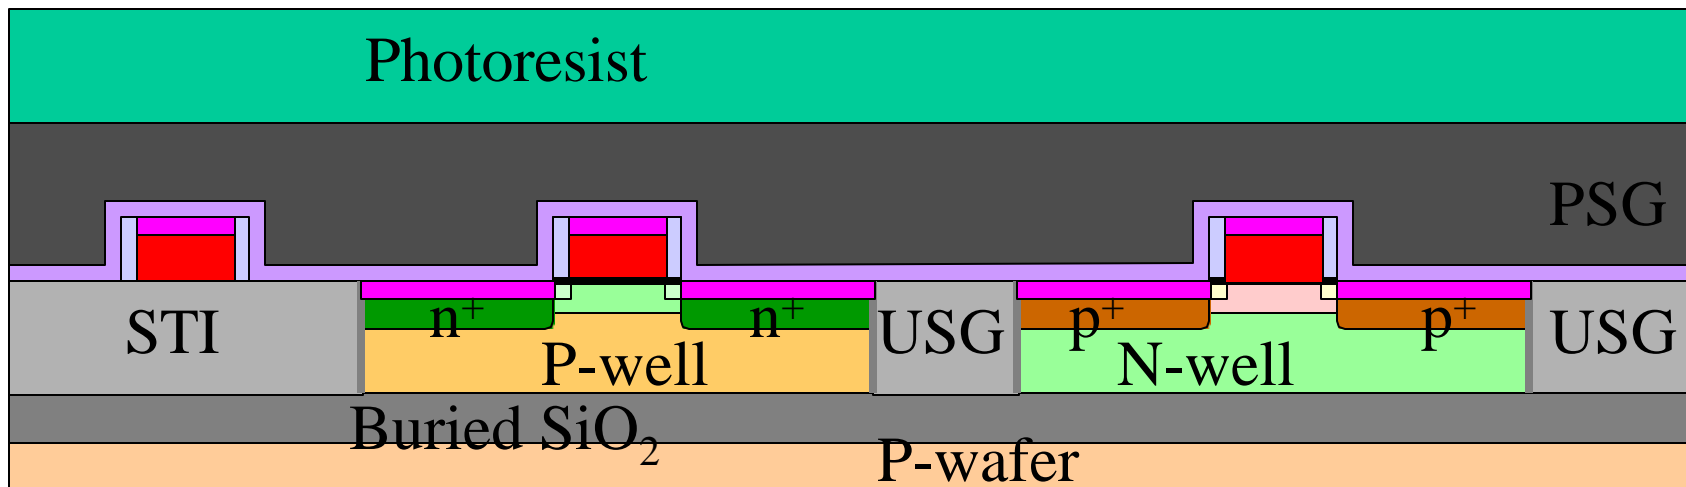 Photoresist
PSG
STI
n⁺
n⁺
USG
p⁺
p⁺
USG
P-well
N-well
Buried SiO₂
P-wafer